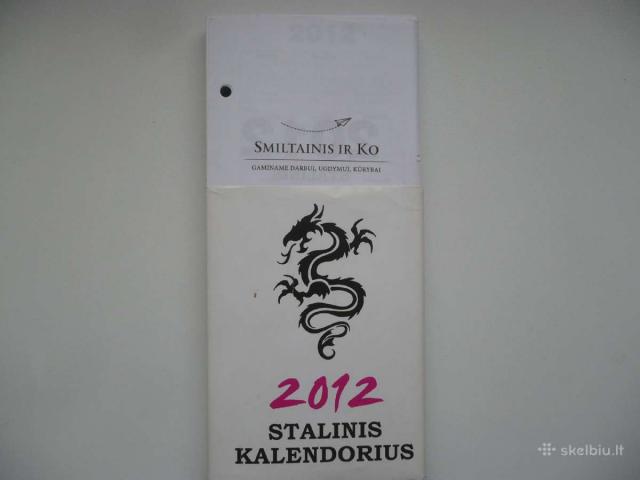 2012
SMILTAINIS IR KO
GAMINAME DARBUI, UGDYMUI, KŪRYBAI
2012
STALINIS
KALENDORIUS
skelbiu.lt